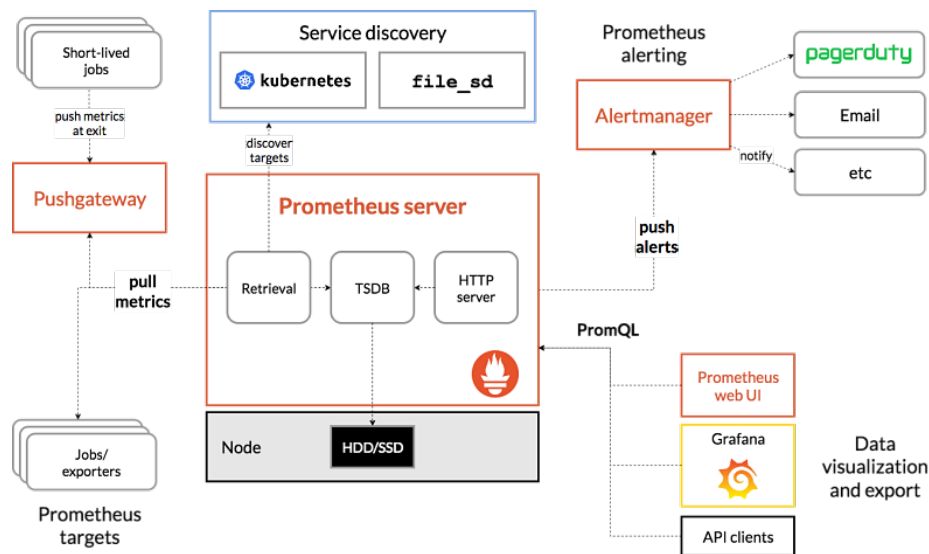 Short-lived
jobs
push metrics
at exit
Pushgateway
pull
metrics
Jobs/
exporters
Prometheus
targets
Service discovery
kubernetes
file_sd
discover
targets
Prometheus server
Retrieval
TSDB
HTTP
server
Node
HDD/SSD
Prometheus
alerting
Alertmanager
pagerduty
Email
notify
etc
push
alerts
PromQL
Prometheus
web UI
Grafana
API clients
Data
visualization
and export